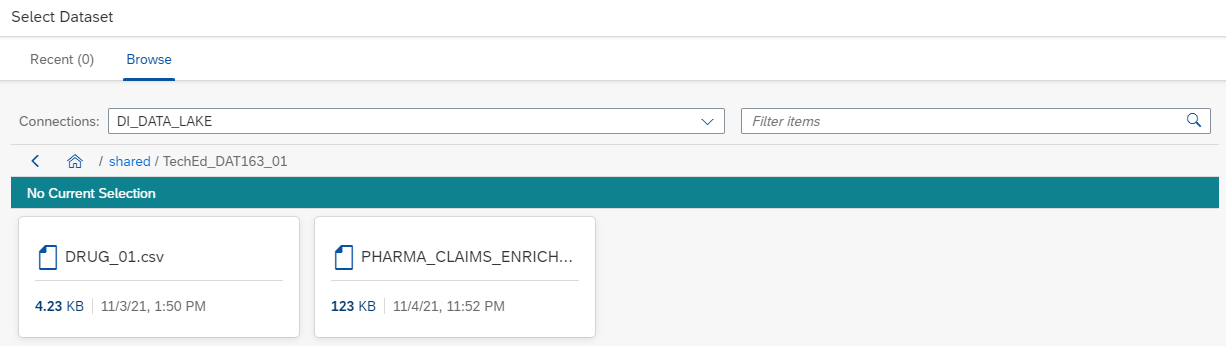 Select Dataset
Recent (0) Browse
Connections: DI_DATA_LAKE Filter items
/ shared / TechEd_DAT163_01
No Current Selection
DRUG_01.csv PHARMA_CLAIMS_ENRICH...
4.23 KB 11/3/21, 1:50 PM 123 KB 11/4/21, 11:52 PM